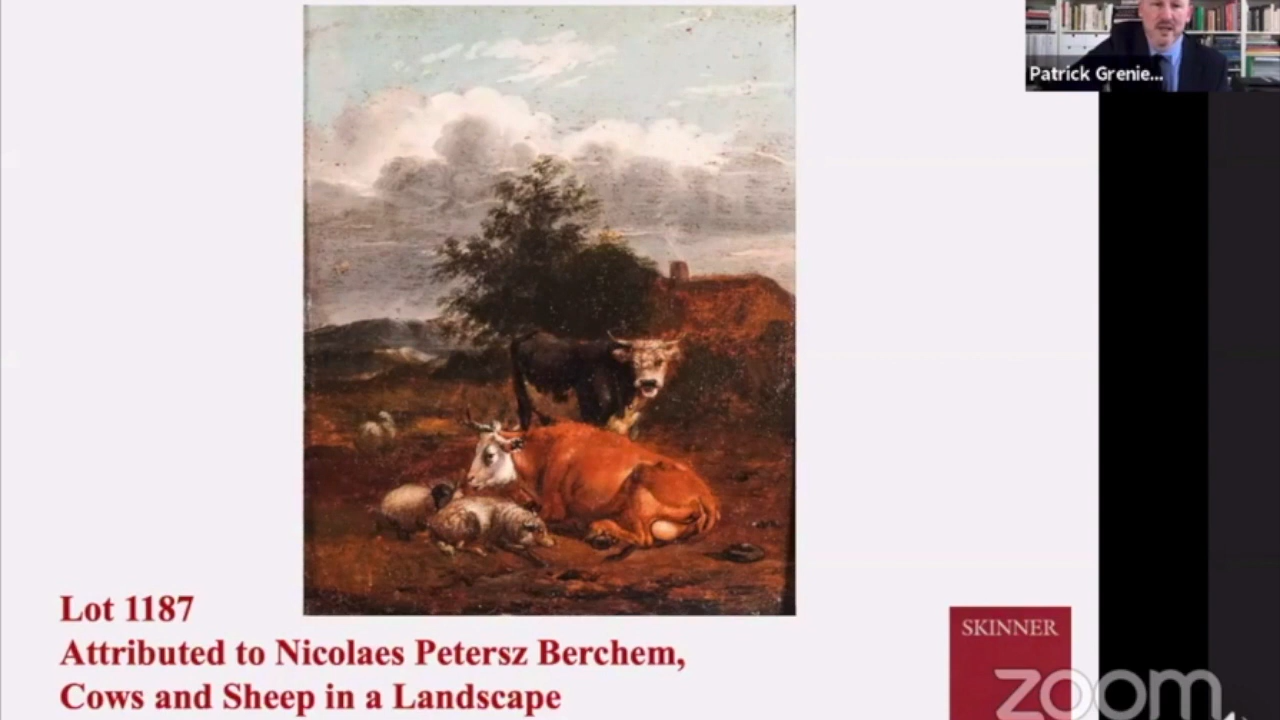 Patrick Grenie...
Lot 1187
Attributed to Nicolaes Petersz Berchem,
Cows and Sheep in a Landscape
SKINNER
zoom